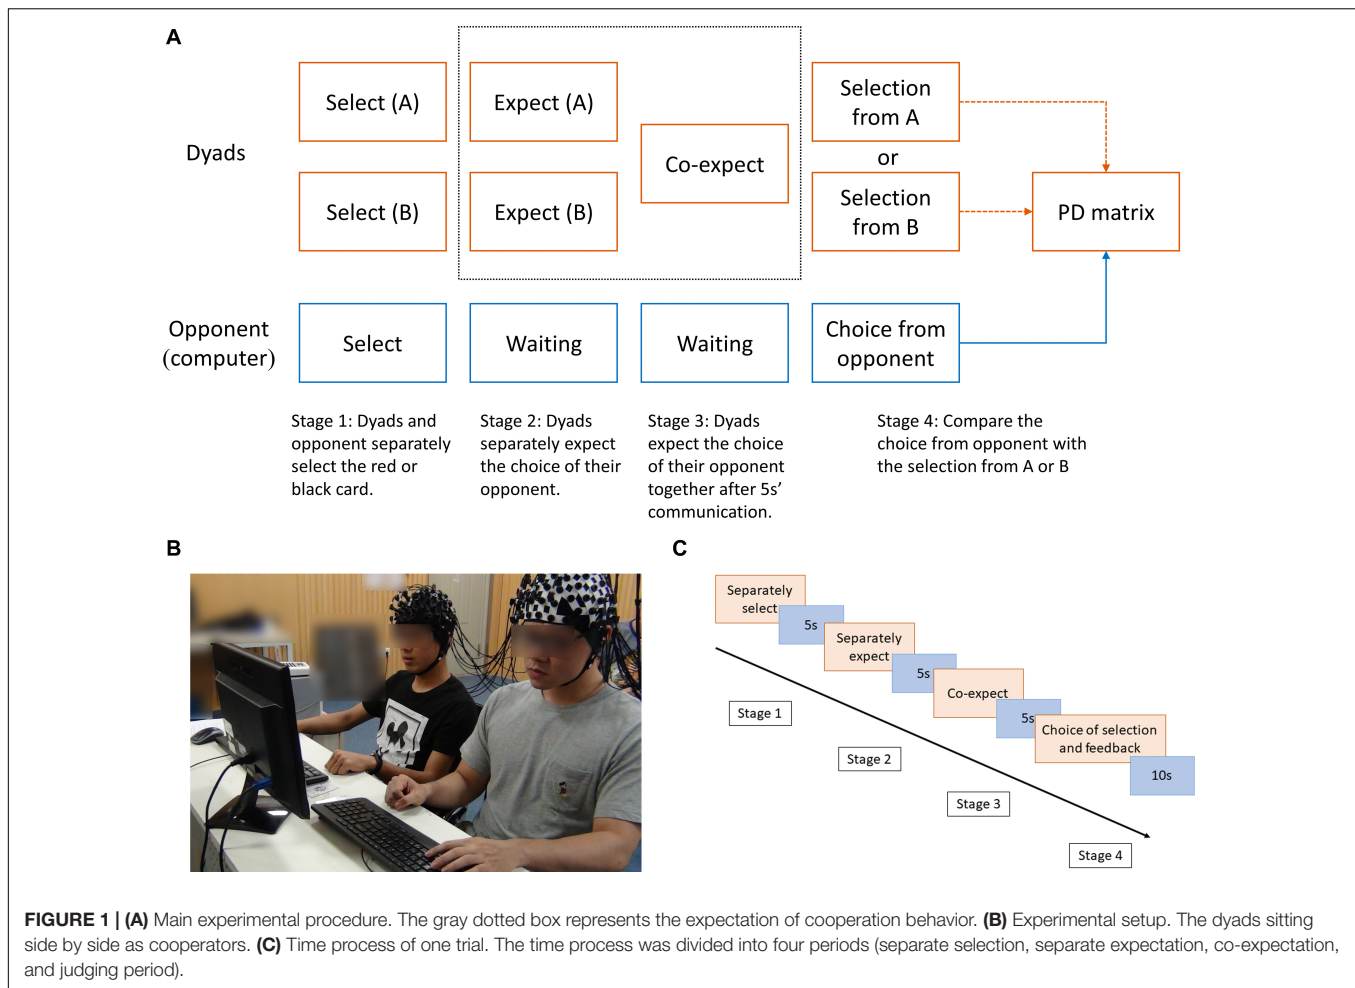 A
Dyads
Select (A)
Expect (A)
Co-expect
Selection
from A
or
Select (B)
Expect (B)
Selection
from B
PD matrix
Opponent
(computer)
Select
Waiting
Waiting
Choice from
opponent
Stage 1: Dyads and
opponent separately
select the red or
black card.
Stage 2: Dyads
separately expect
the choice of their
opponent.
Stage 3: Dyads
expect the choice
of their opponent
together after 5s'
communication.
Stage 4: Compare the
choice from opponent with
the selection from A or B
B
C
Separately
select
5s
Separately
expect
5s
Co-expect
5s
Choice of selection
and feedback
10s
Stage 1
Stage 2
Stage 3
Stage 4
FIGURE 1 | (A) Main experimental procedure. The gray dotted box represents the expectation of cooperation behavior. (B) Experimental setup. The dyads sitting
side by side as cooperators. (C) Time process of one trial. The time process was divided into four periods (separate selection, separate expectation, co-expectation,
and judging period).